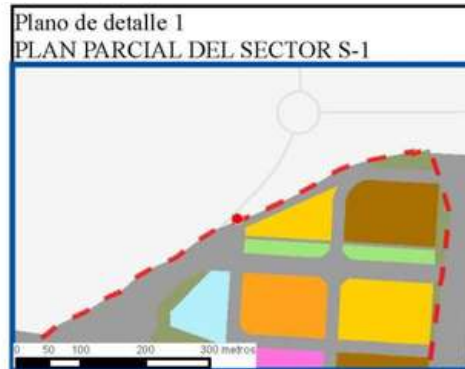 Plano de detalle 1
PLAN PARCIAL DEL SECTOR S-1
0 50 100 200 300 metros